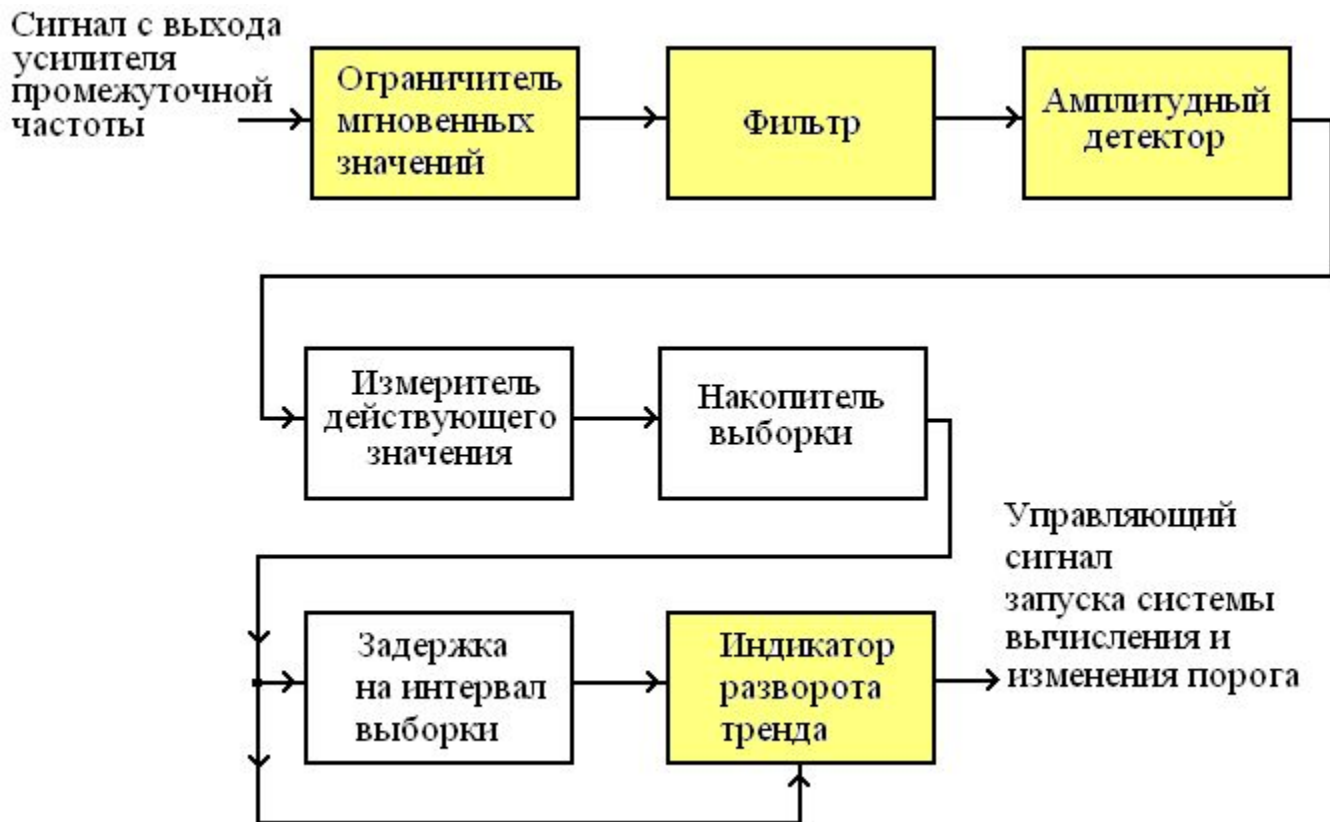 Сигнал с выхода
усилителя
промежуточной
частоты
Ограничитель
мгновенных
значений
Фильтр
Амплитудный
детектор
Измеритель
действующего
значения
Накопитель
выборки
Задержка
на интервал
выборки
Индикатор
разворота
тренда
Управляющий
сигнал
запуска системы
вычисления и
изменения порога